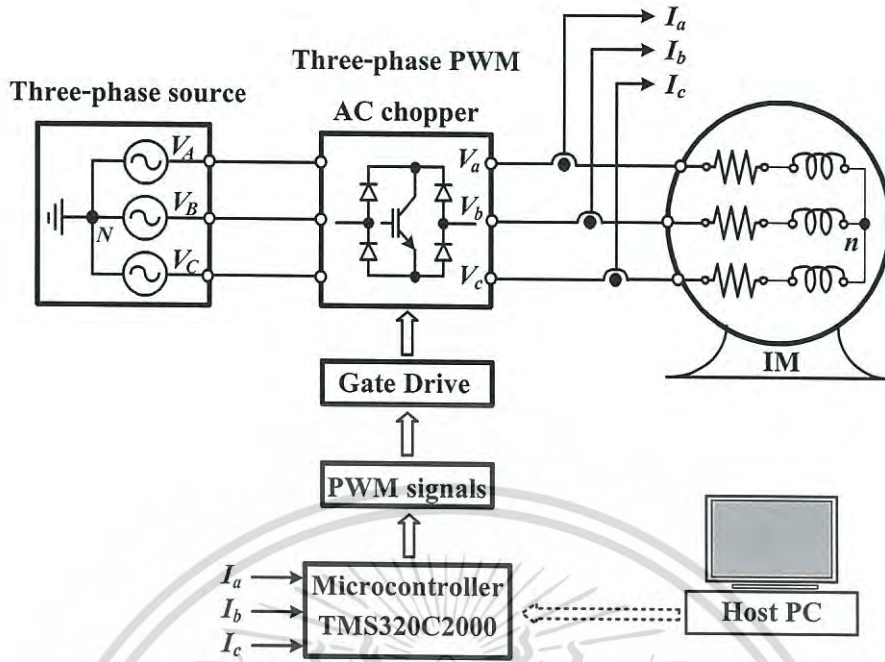 Three-phase source
Three-phase PWM
AC chopper
I_a
I_b
I_c
V_A
V_B
V_C
N
V_a
V_b
V_c
n
IM
Gate Drive
PWM signals
I_a
I_b
I_c
Microcontroller
TMS320C2000
Host PC